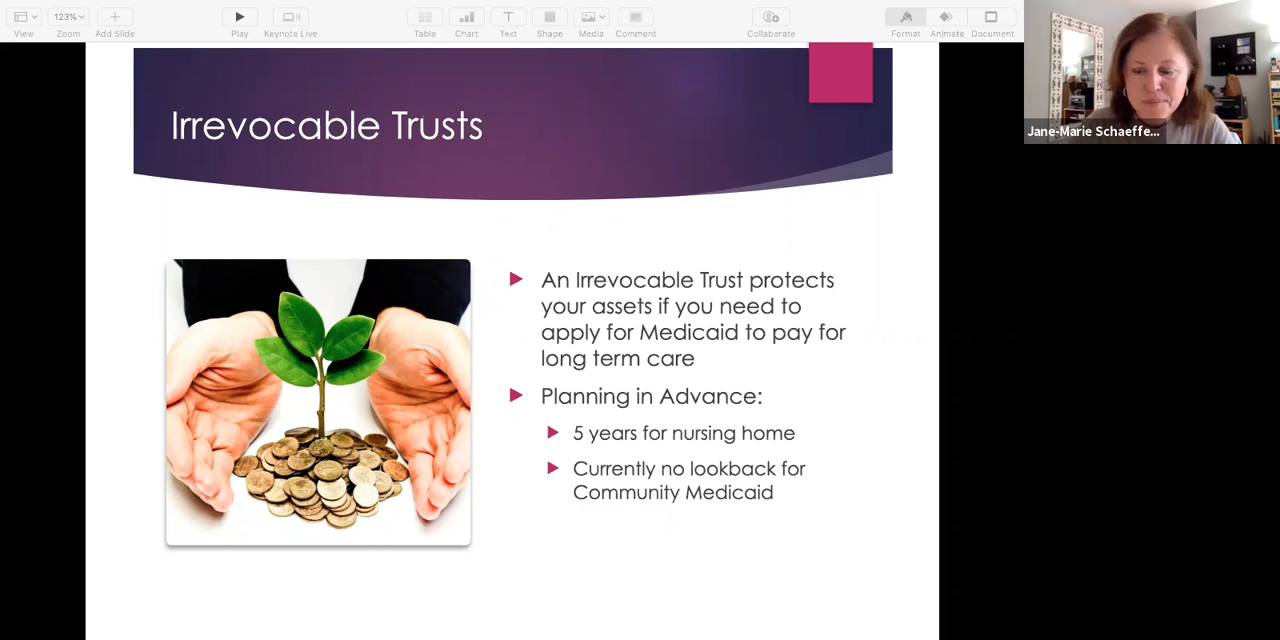 123%
View
Zoom
Add Slide
Play
Keynote Live
Table
Chart
Text
Shape
Media
Comment
Collaborate
Format
Animate
Document
Jane-Marie Schaeffe...
Irrevocable Trusts
An Irrevocable Trust protects
your assets if you need to
apply for Medicaid to pay for
long term care
Planning in Advance:
5 years for nursing home
Currently no lookback for
Community Medicaid